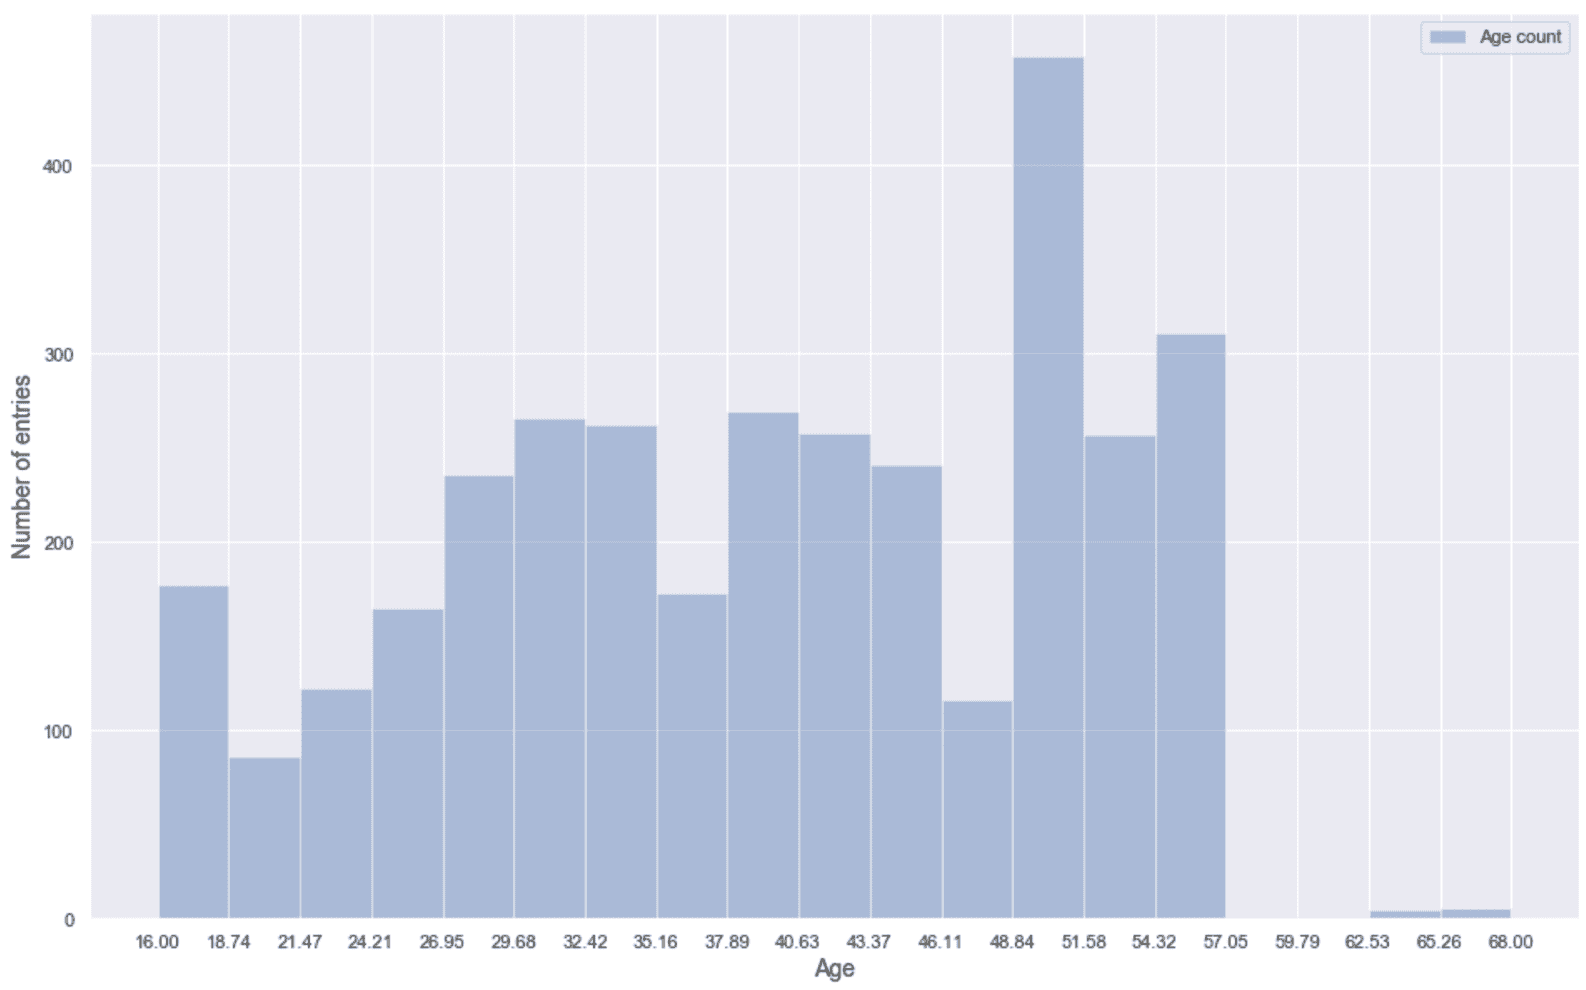 Age count
Number of entries
400
300
200
100
0
16.00 18.74 21.47 24.21 26.95 29.68 32.42 35.16 37.89 40.63 43.37 46.11 48.84 51.58 54.32 57.05 59.79 62.53 65.26 68.00
Age